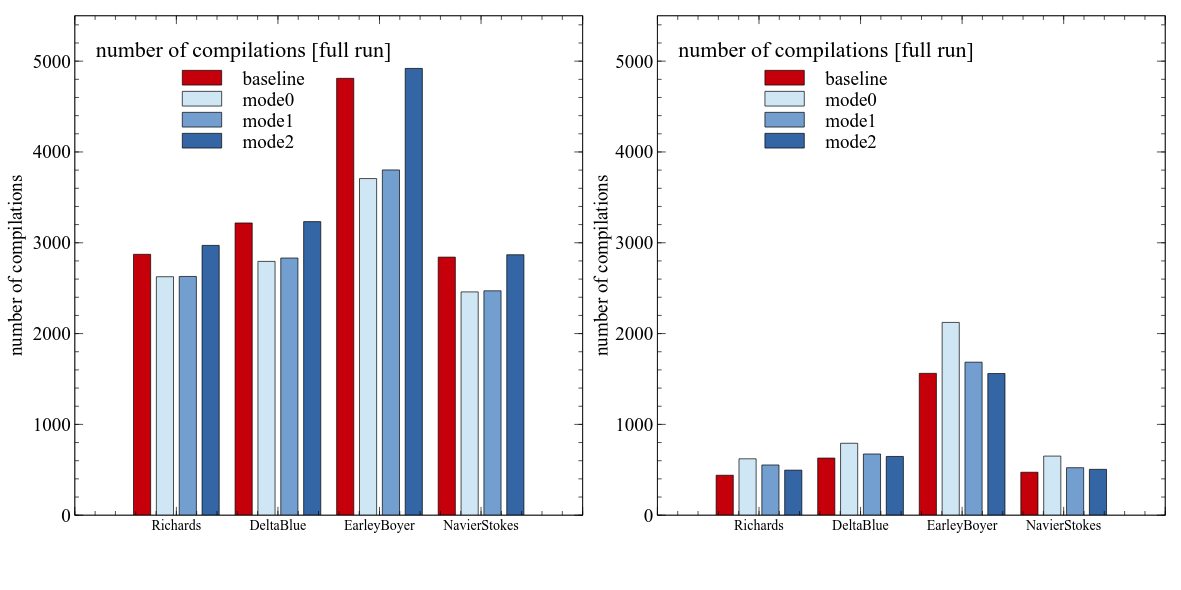 number of compilations [full run]
baseline
mode0
mode1
mode2
number of compilations
5000
4000
3000
2000
1000
0
Richards DeltaBlue EarleyBoyer NavierStokes
number of compilations [full run]
baseline
mode0
mode1
mode2
number of compilations
5000
4000
3000
2000
1000
0
Richards DeltaBlue EarleyBoyer NavierStokes